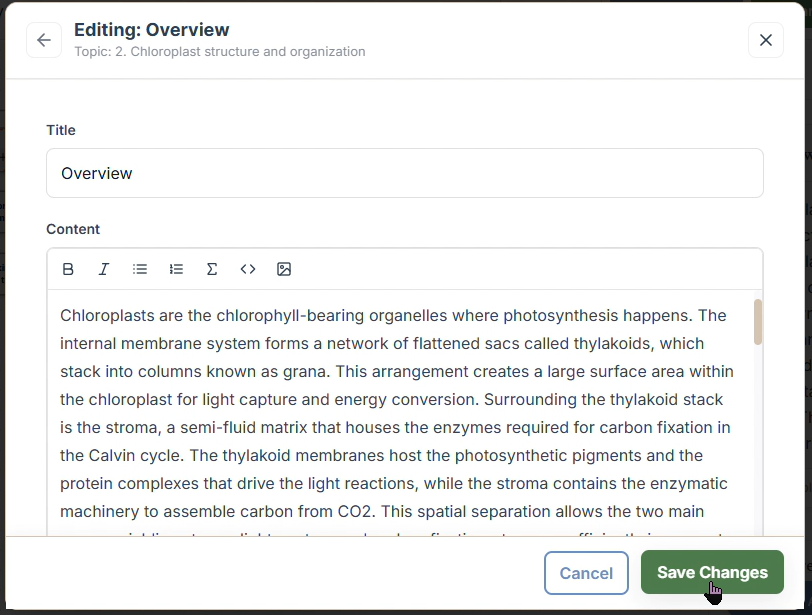 Editing: Overview
Topic: 2. Chloroplast structure and organization
Title
Overview
Content
Chloroplasts are the chlorophyll-bearing organelles where photosynthesis happens. The
internal membrane system forms a network of flattened sacs called thylakoids, which
stack into columns known as grana. This arrangement creates a large surface area within
the chloroplast for light capture and energy conversion. Surrounding the thylakoid stack
is the stroma, a semi-fluid matrix that houses the enzymes required for carbon fixation in
the Calvin cycle. The thylakoid membranes host the photosynthetic pigments and the
protein complexes that drive the light reactions, while the stroma contains the enzymatic
machinery to assemble carbon from CO2. This spatial separation allows the two main
Cancel
Save Changes